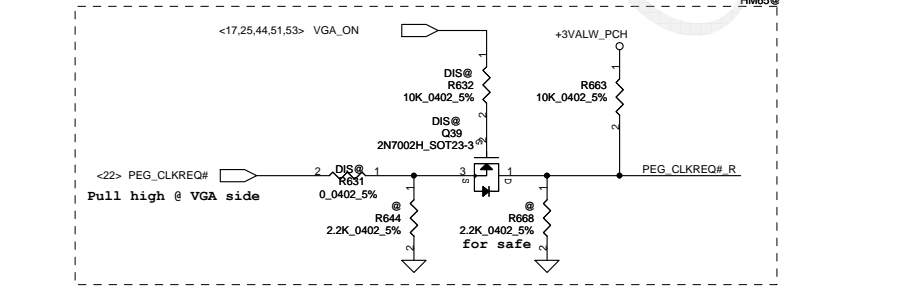 HM65@
<17,25,44,51,53> VGA_ON
+3VALW_PCH
1
DIS@
R632
10K_0402_5%
2
1
R663
10K_0402_5%
2
DIS@
Q39
2N7002H_SOT23-3
2
G
<22> PEG_CLKREQ#
2
DIS@
1
R631
0_0402_5%
3
S
1
D
PEG_CLKREQ#_R
Pull high @ VGA side
1
@
R644
2.2K_0402_5%
2
1
@
R668
2.2K_0402_5%
2
for safe